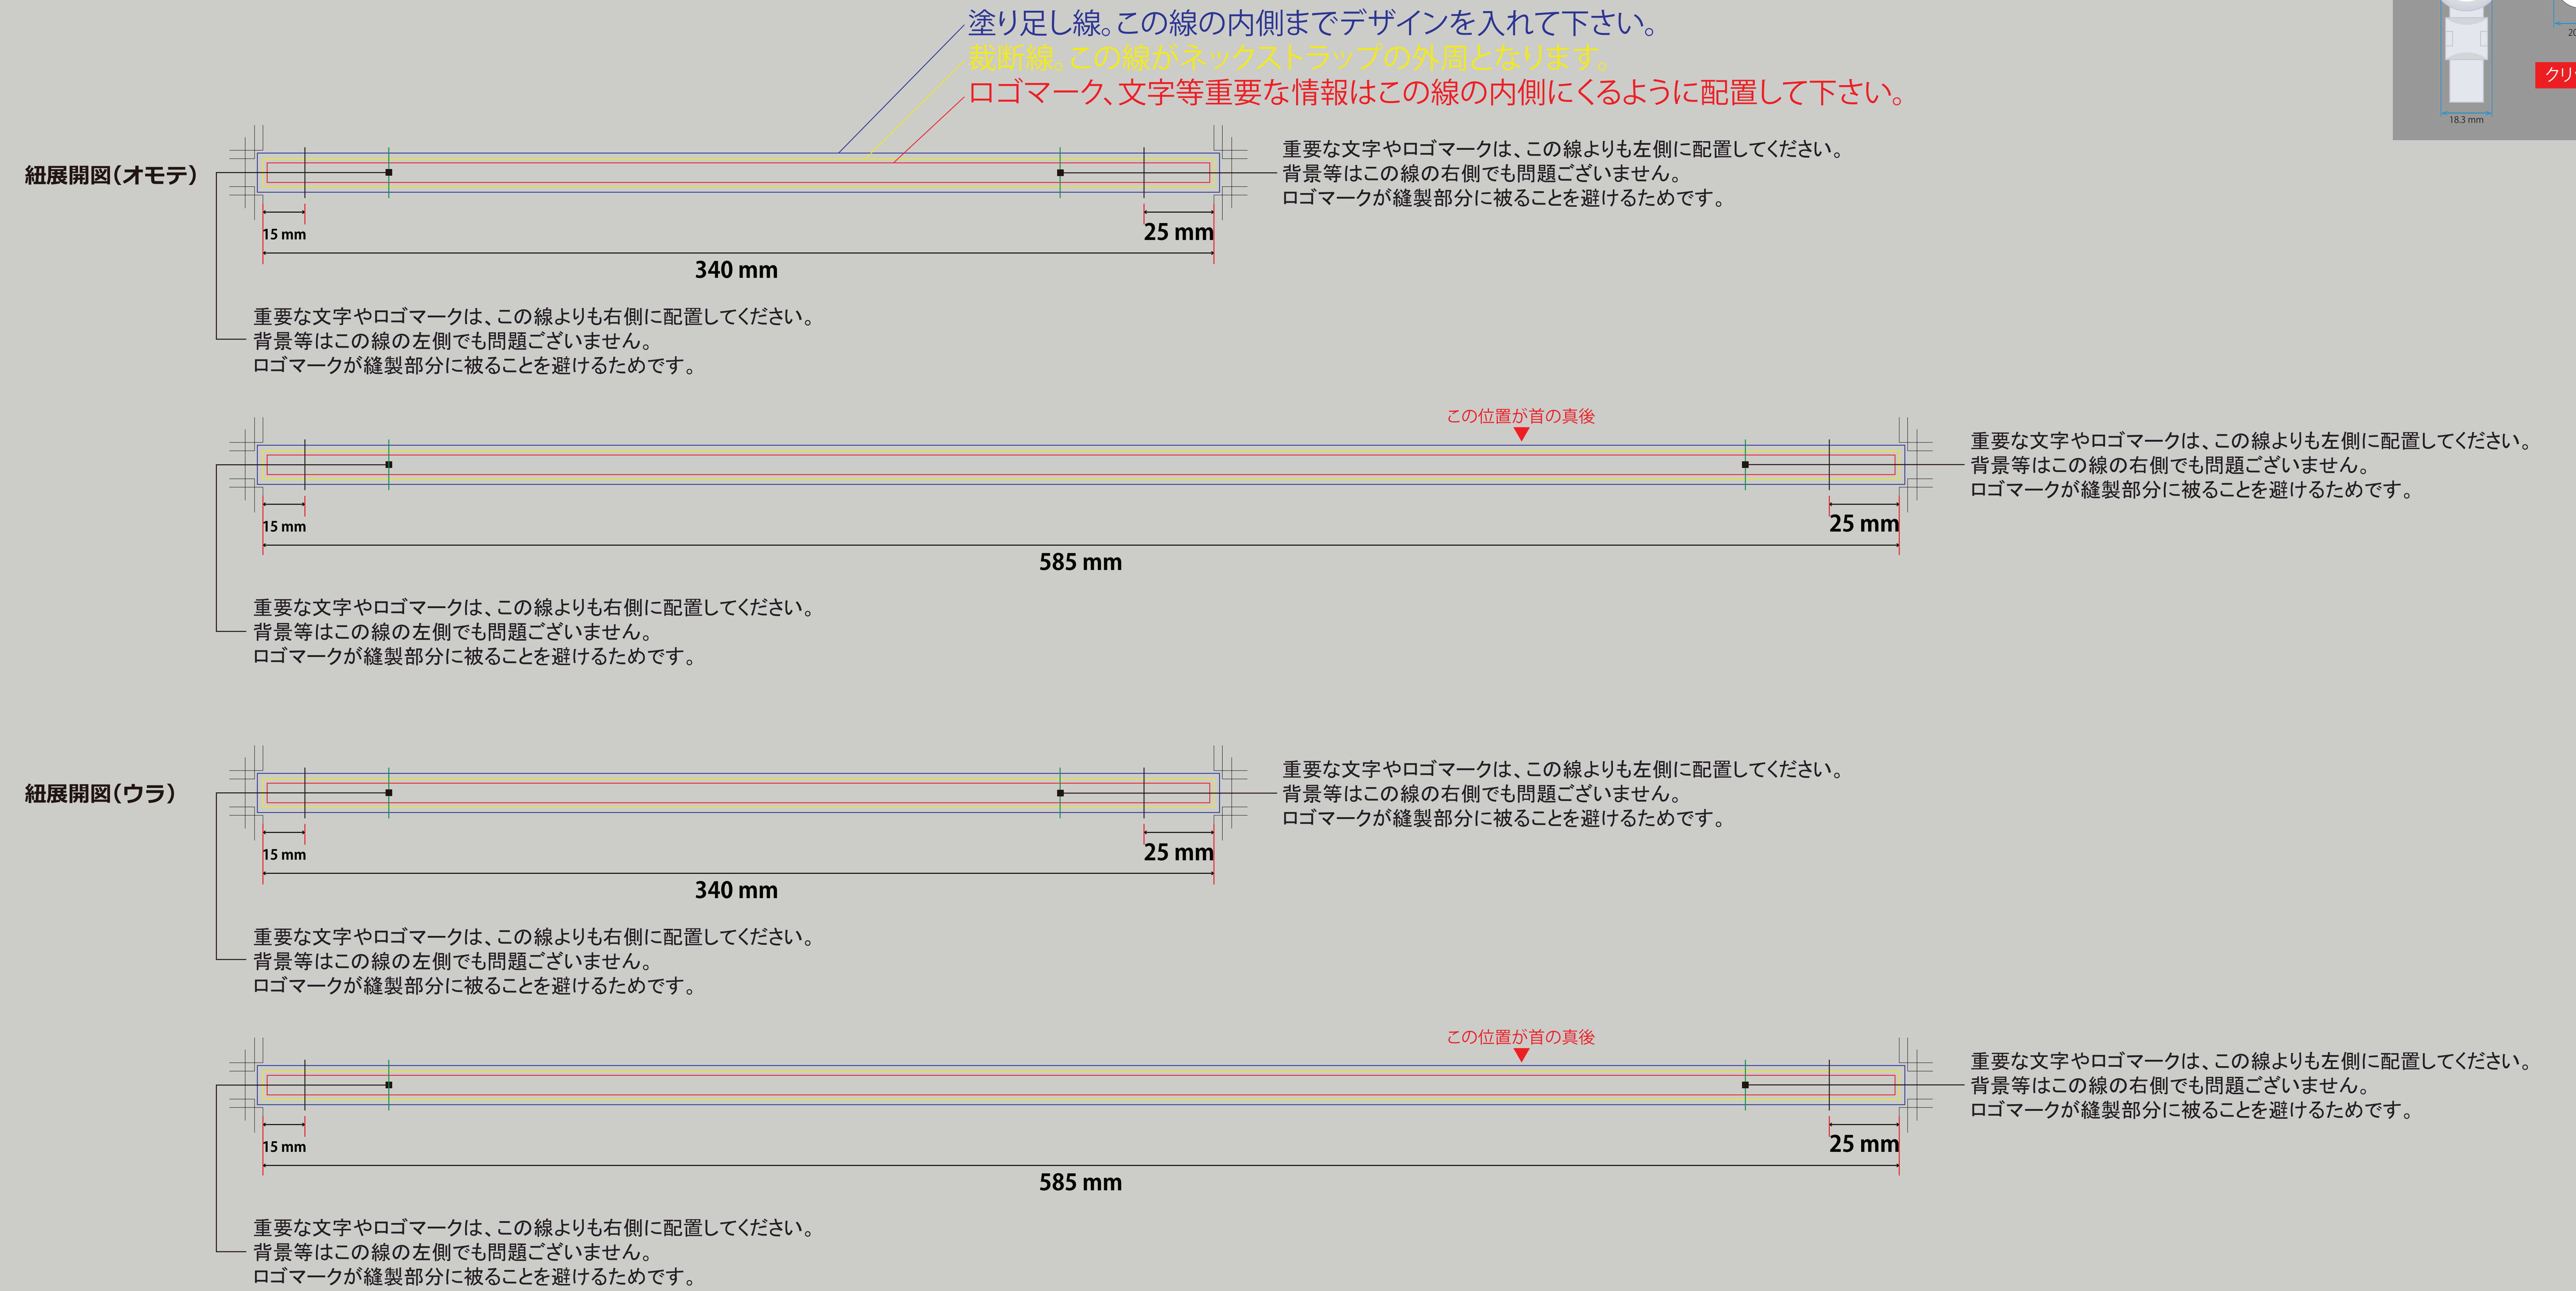 塗り足し線。この線の内側までデザインを入れて下さい。
裁断線。この線がネックストラップの外周となります。
ロゴマーク、文字等重要な情報はこの線の内側にくるように配置して下さい。
18.3 mm
紐展開図(オモテ)
重要な文字やロゴマークは、この線よりも左側に配置してください。
背景等はこの線の右側でも問題ございません。
ロゴマークが縫製部分に被ることを避けるためです。
15 mm
25 mm
340 mm
重要な文字やロゴマークは、この線よりも右側に配置してください。
背景等はこの線の左側でも問題ございません。
ロゴマークが縫製部分に被ることを避けるためです。
この位置が首の真後
重要な文字やロゴマークは、この線よりも左側に配置してください。
背景等はこの線の右側でも問題ございません。
ロゴマークが縫製部分に被ることを避けるためです。
15 mm
25 mm
585 mm
重要な文字やロゴマークは、この線よりも右側に配置してください。
背景等はこの線の左側でも問題ございません。
ロゴマークが縫製部分に被ることを避けるためです。
紐展開図(ウラ)
重要な文字やロゴマークは、この線よりも左側に配置してください。
背景等はこの線の右側でも問題ございません。
ロゴマークが縫製部分に被ることを避けるためです。
15 mm
25 mm
340 mm
重要な文字やロゴマークは、この線よりも右側に配置してください。
背景等はこの線の左側でも問題ございません。
ロゴマークが縫製部分に被ることを避けるためです。
この位置が首の真後
重要な文字やロゴマークは、この線よりも左側に配置してください。
背景等はこの線の右側でも問題ございません。
ロゴマークが縫製部分に被ることを避けるためです。
15 mm
25 mm
585 mm
重要な文字やロゴマークは、この線よりも右側に配置してください。
背景等はこの線の左側でも問題ございません。
ロゴマークが縫製部分に被ることを避けるためです。